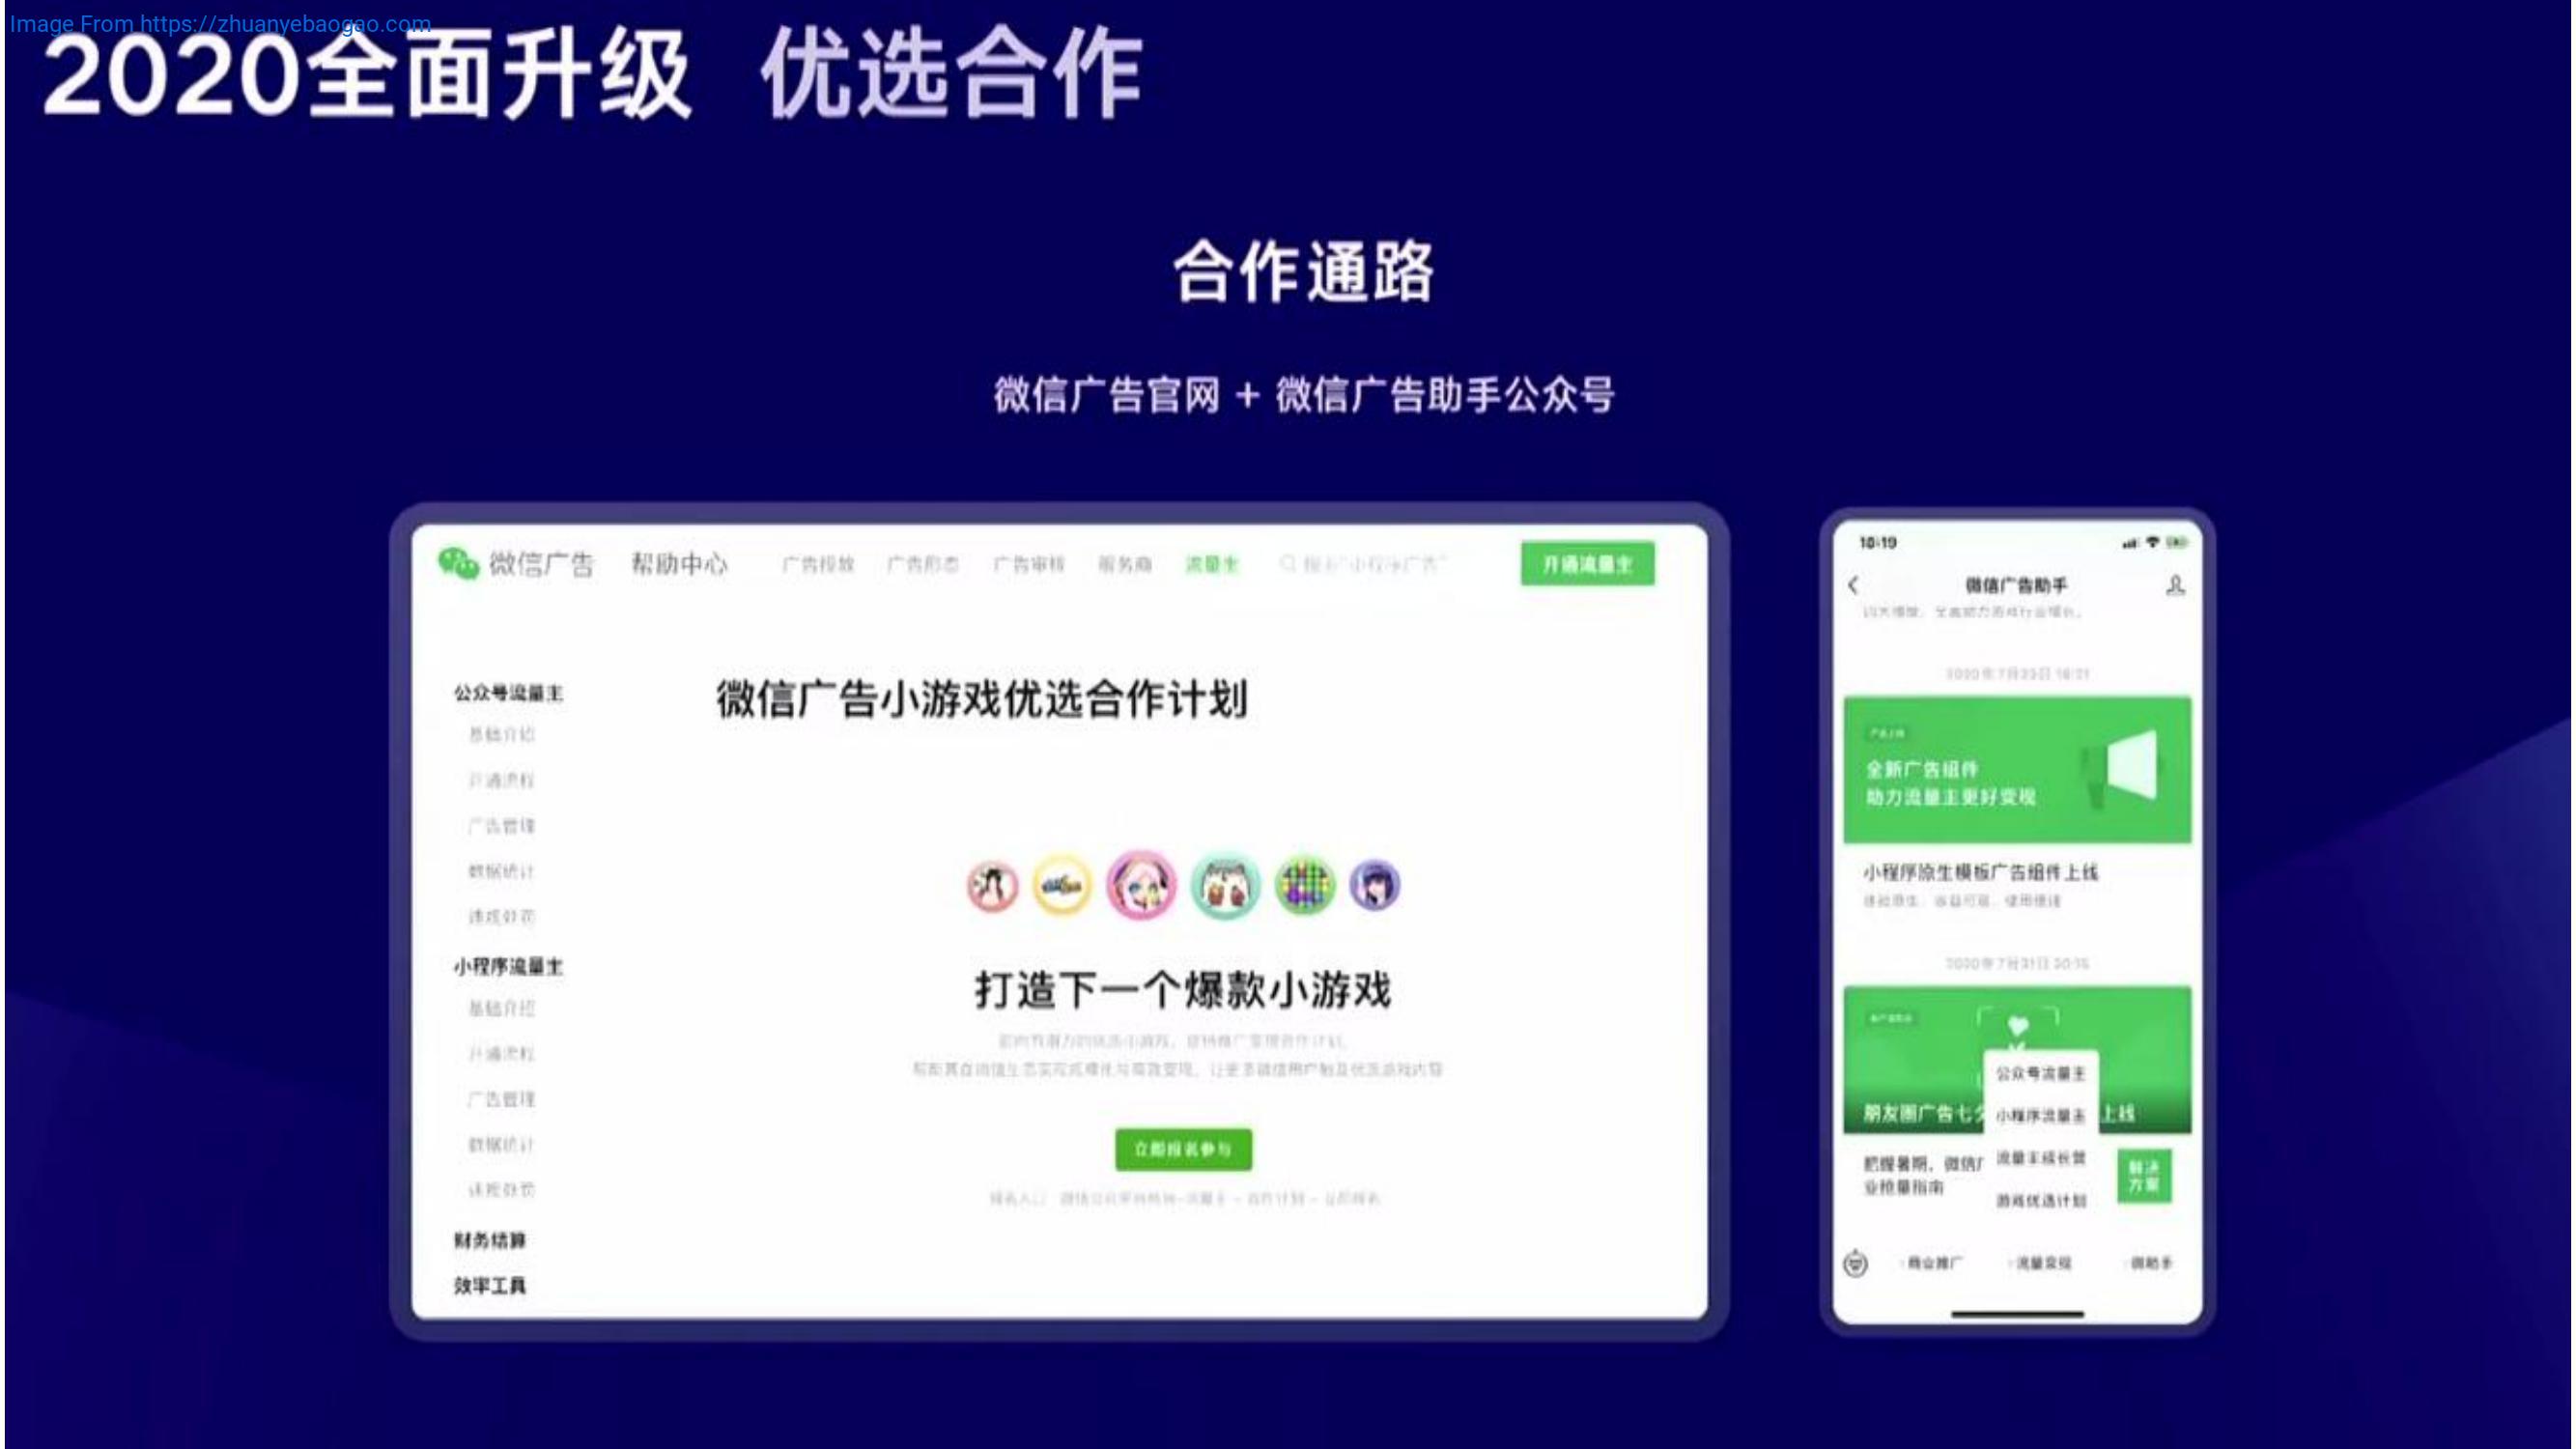 Image From https://zhuanyebaogao.com
2020全面升级 优选合作
合作通路
微信广告官网 + 微信广告助手公众号
微信广告 帮助中心 广告投放 广告形态 广告审核 服务商 流量主 搜索"小程序广告" 开通流量主
公众号流量主
基础介绍
开通流程
广告管理
数据统计
违规处罚
小程序流量主
基础介绍
开通流程
广告管理
数据统计
违规处罚
财务结算
效率工具
微信广告小游戏优选合作计划
打造下一个爆款小游戏
立即报名参与
10:19
微信广告助手
全新广告组件
助力流量主更好变现
小程序原生模板广告组件上线
朋友圈广告七 上线
把握暑期，微信广
业抢量指南
解决
方案
公众号流量主
小程序流量主
流量主成长营
游戏优选计划
商业推广 流量变现 微助手